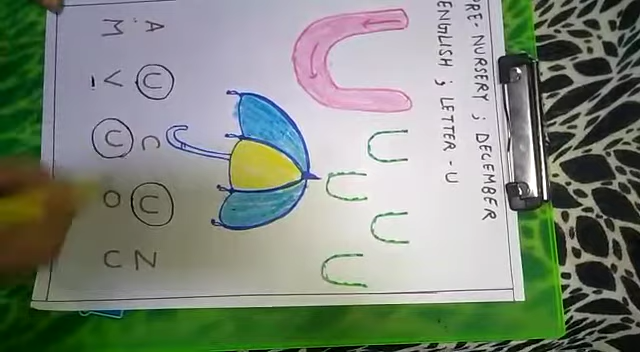 PRE-NURSERY ; DECEMBER
ENGLISH ; LETTER - U
U
U U
U U
A U C U N
M V U O U